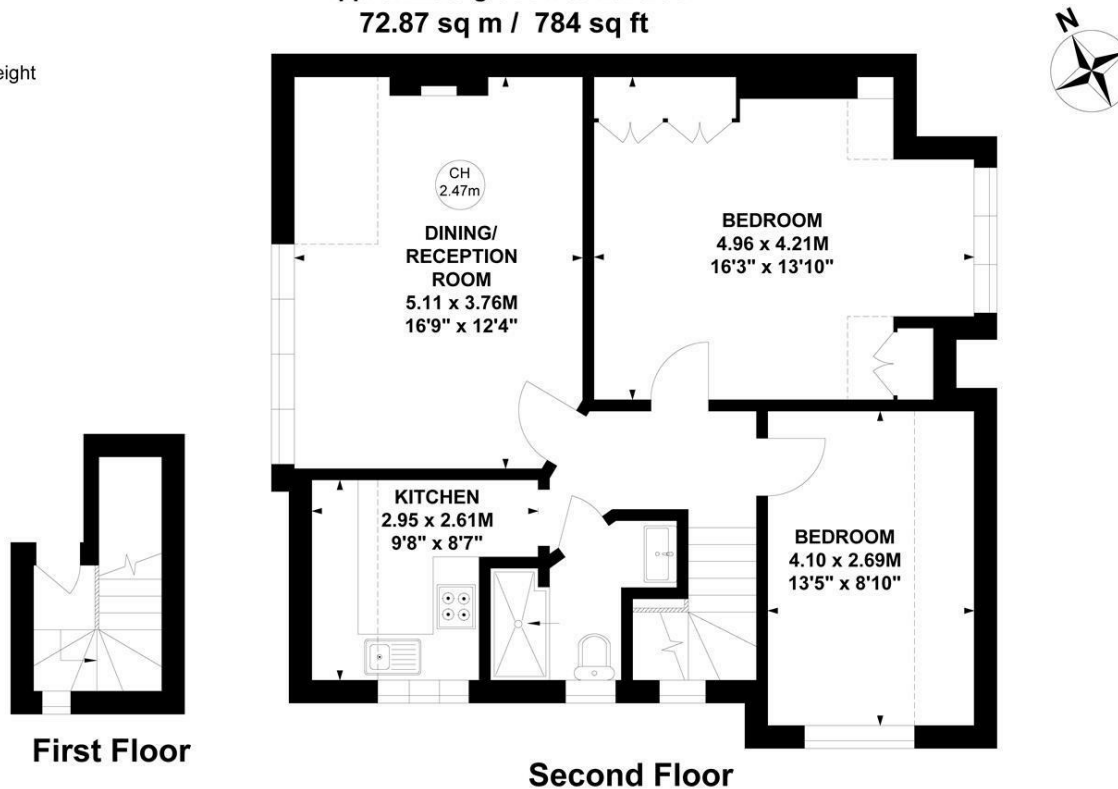 72.87 sq m / 784 sq ft
eight
N
CH
2.47m
DINING/
RECEPTION
ROOM
5.11 x 3.76M
16'9" x 12'4"
BEDROOM
4.96 x 4.21M
16'3" x 13'10"
KITCHEN
2.95 x 2.61M
9'8" x 8'7"
BEDROOM
4.10 x 2.69M
13'5" x 8'10"
First Floor
Second Floor